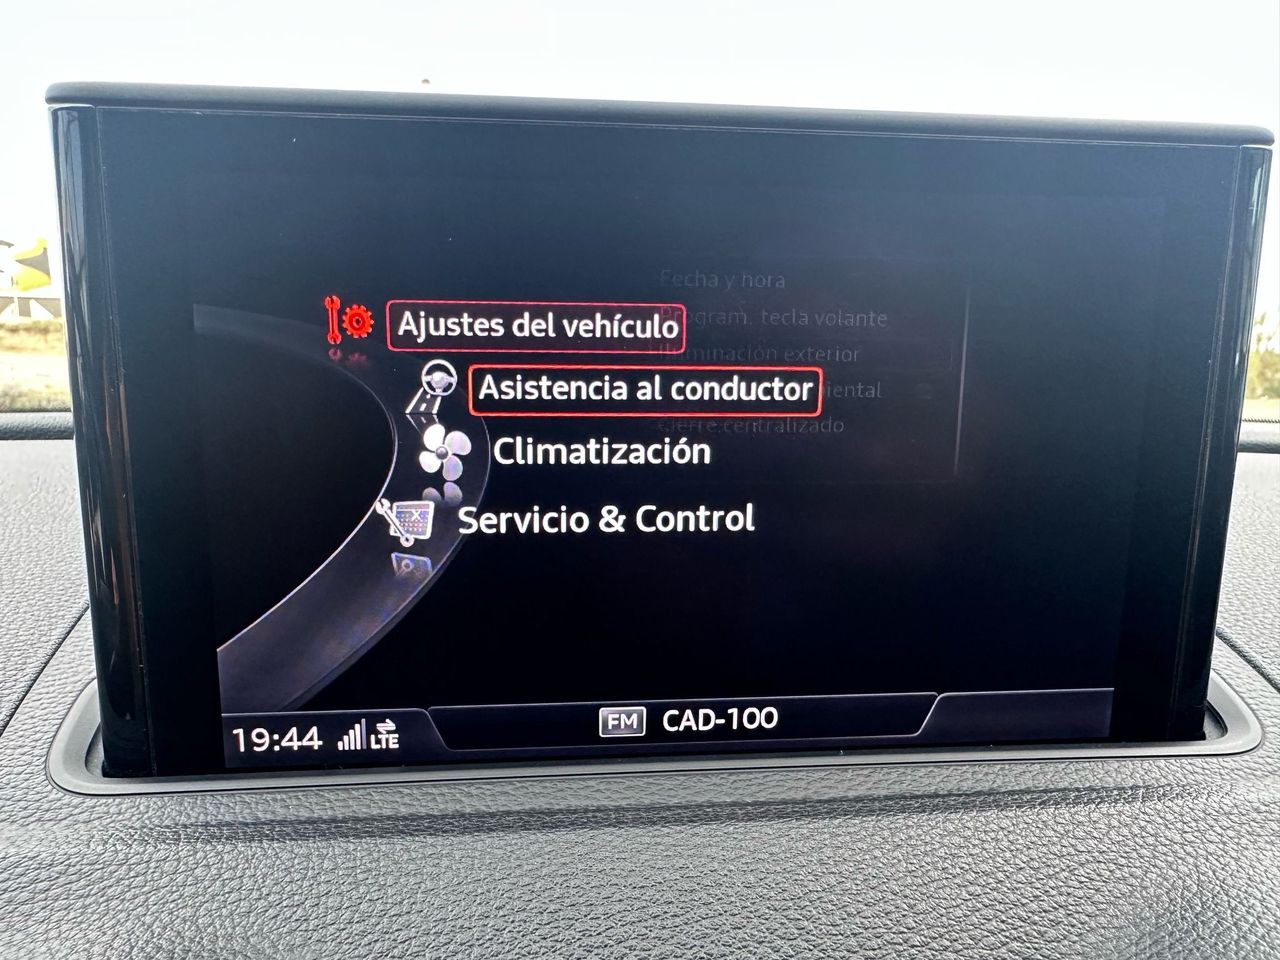 Fecha y hora
Program. tecla volante
Ajustes del vehículo
Iluminación exterior
Asistencia al conductor
Cierre centralizado
Climatización
Servicio & Control
19:44
LTE
FM
CAD-100